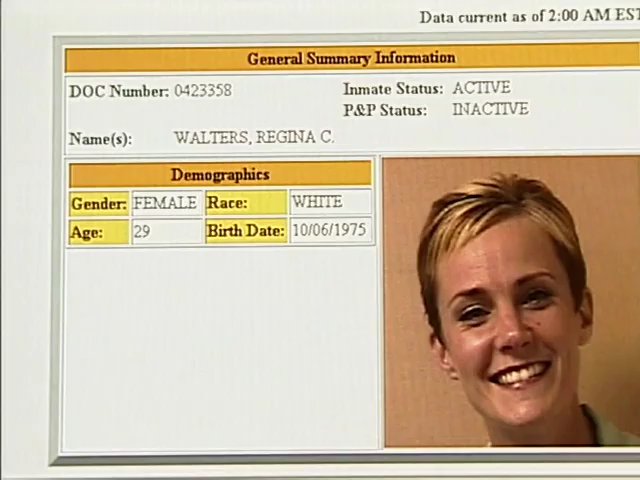 Data current as of 2:00 AM EST
General Summary Information
DOC Number: 0423358 Inmate Status: ACTIVE
P&P Status: INACTIVE
Name(s): WALTERS, REGINA C.
Demographics
Gender: FEMALE Race: WHITE
Age: 29 Birth Date: 10/06/1975